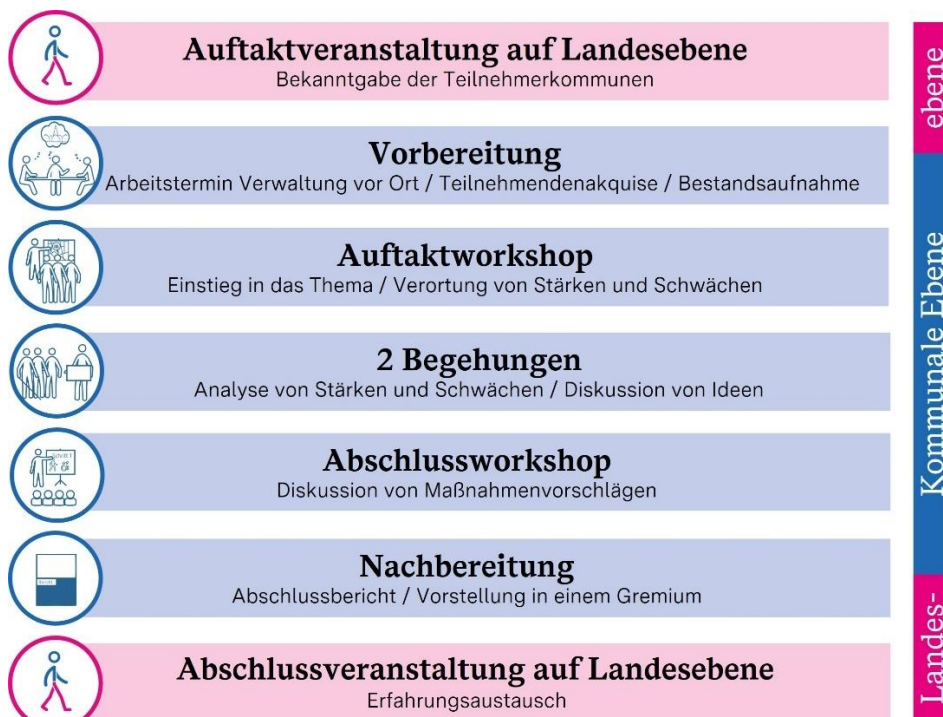 Auftaktveranstaltung auf Landesebene
Bekanntgabe der Teilnehmerkommunen
Vorbereitung
Arbeitstermin Verwaltung vor Ort / Teilnehmendenakquise / Bestandsaufnahme
Auftaktworkshop
Einstieg in das Thema / Verortung von Stärken und Schwächen
2 Begehungen
Analyse von Stärken und Schwächen / Diskussion von Ideen
Abschlussworkshop
Diskussion von Maßnahmenvorschlägen
Nachbereitung
Abschlussbericht / Vorstellung in einem Gremium
Abschlussveranstaltung auf Landesebene
Erfahrungsaustausch
ebene
Kommunale Ebene
Landes-